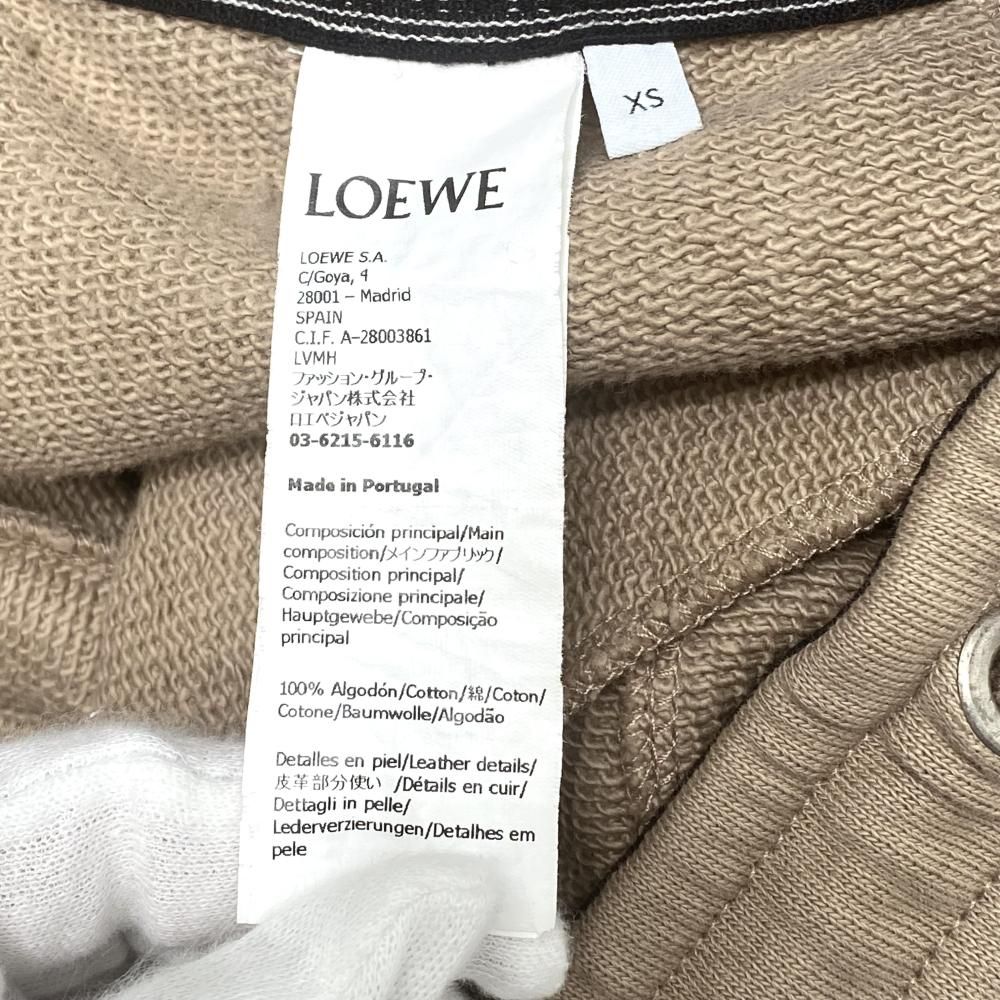 XS
LOEWE
LOEWE S.A.
C/Goya, 4
28001 – Madrid
SPAIN
C.I.F. A-28003861
LVMH
ファッション・グループ・
ジャパン株式会社
ロエベジャパン
03-6215-6116
Made in Portugal
Composición principal/Main
composition/メインファブリック/
Composition principal/
Composizione principale/
Hauptgewebe/Composição
principal
100% Algodón/Cotton/綿/Coton/
Cotone/Baumwolle/Algodão
Detalles en piel/Leather details/
皮革部分使い /Détails en cuir/
Dettagli in pelle/
Lederverzierungen/Detalhes em
pele